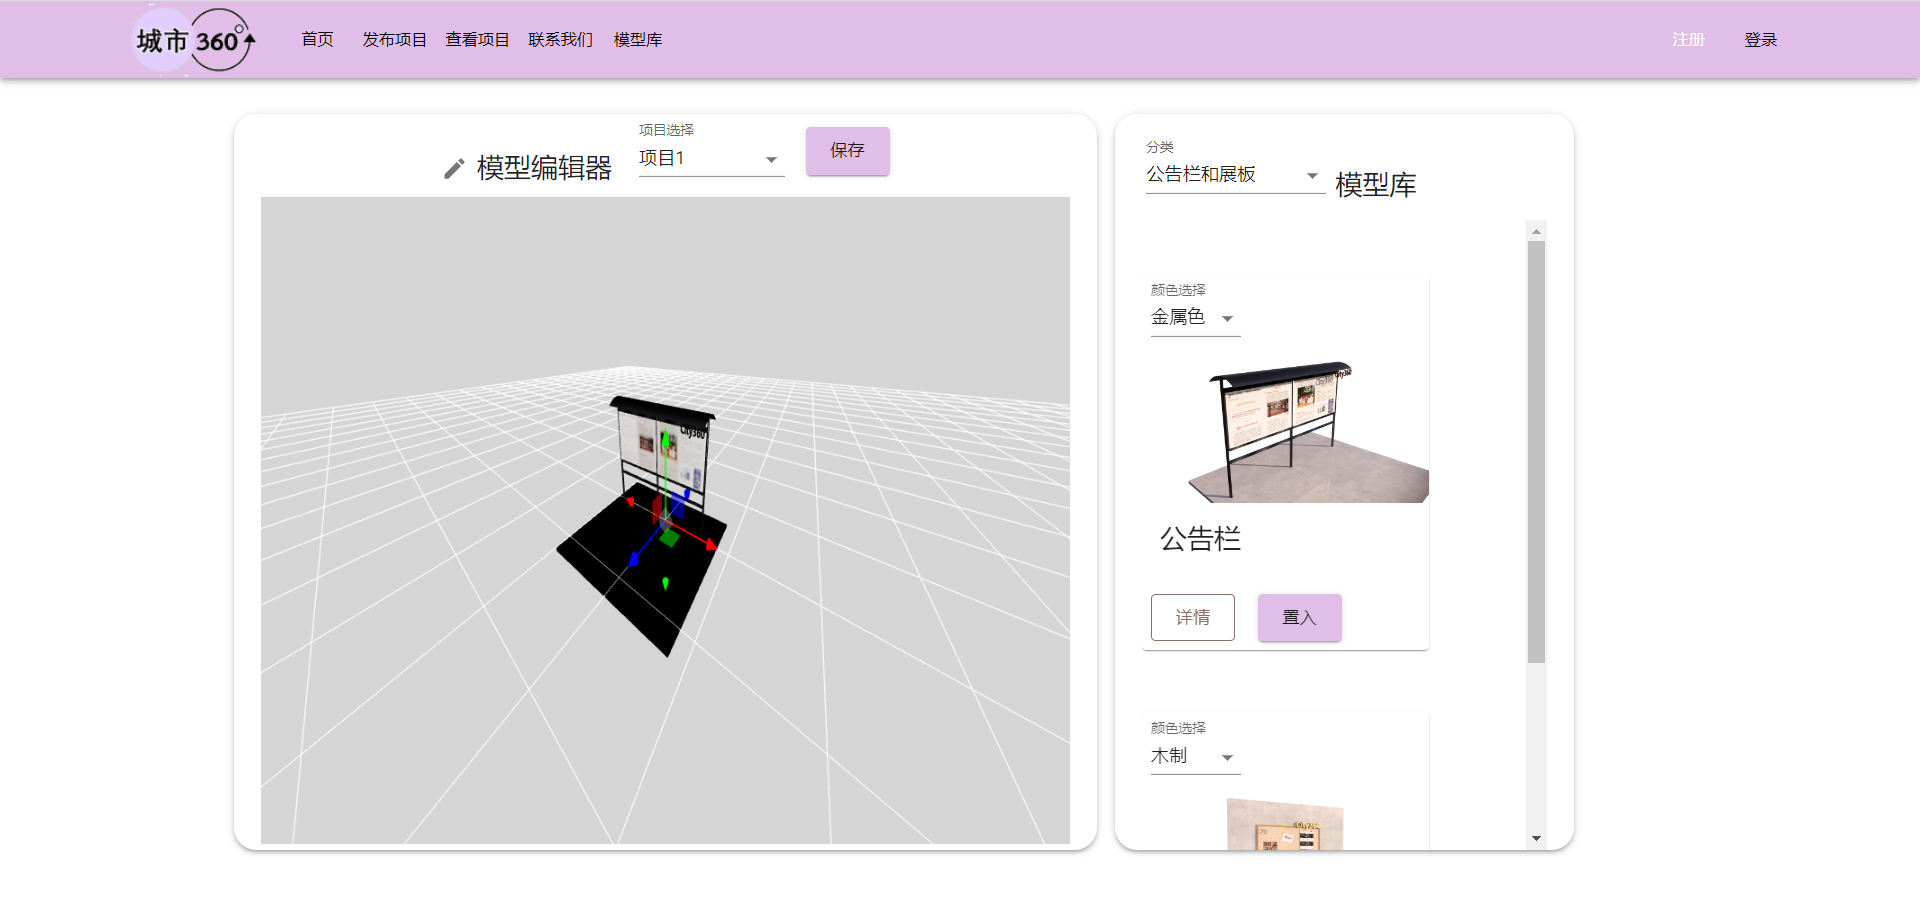 城市 360°
首页 发布项目 查看项目 联系我们 模型库
注册 登录
项目选择
模型编辑器 项目1 保存
City360
分类
公告栏和展板 模型库
颜色选择
金属色
City360
公告栏
详情 置入
颜色选择
木制
City360